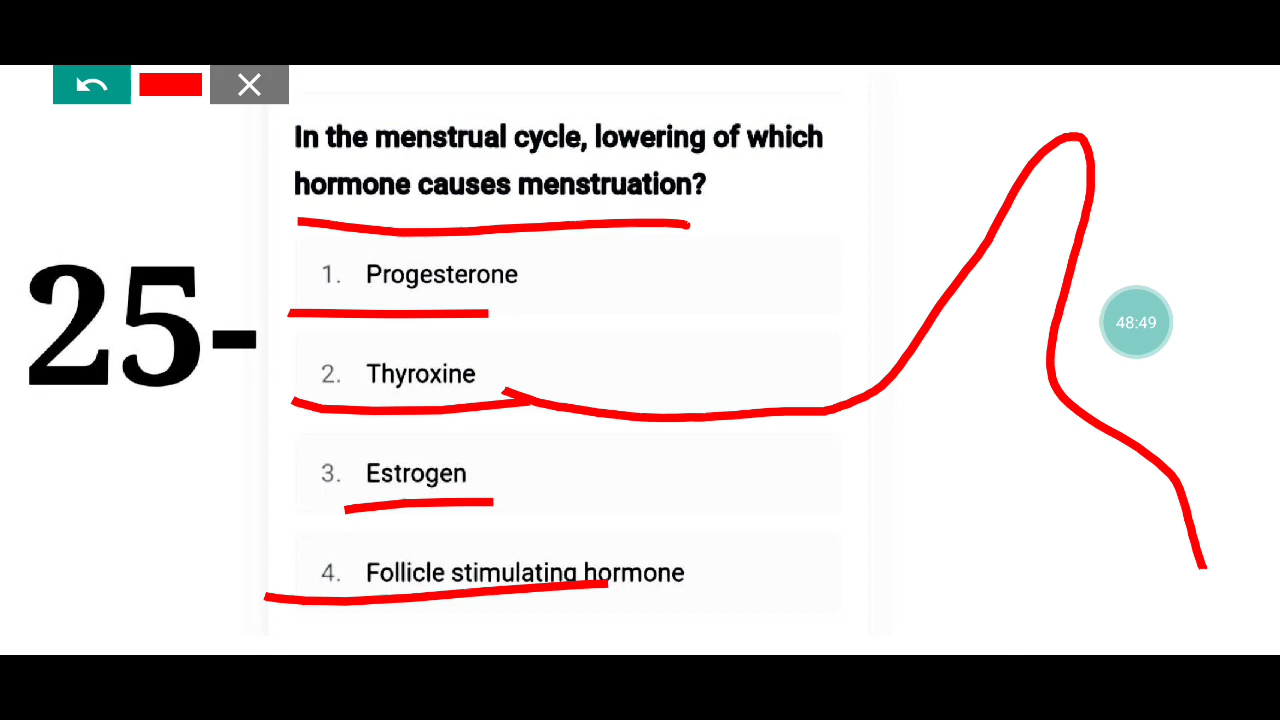 In the menstrual cycle, lowering of which
hormone causes menstruation?
25-
1. Progesterone
2. Thyroxine
48:49
3. Estrogen
4. Follicle stimulating hormone